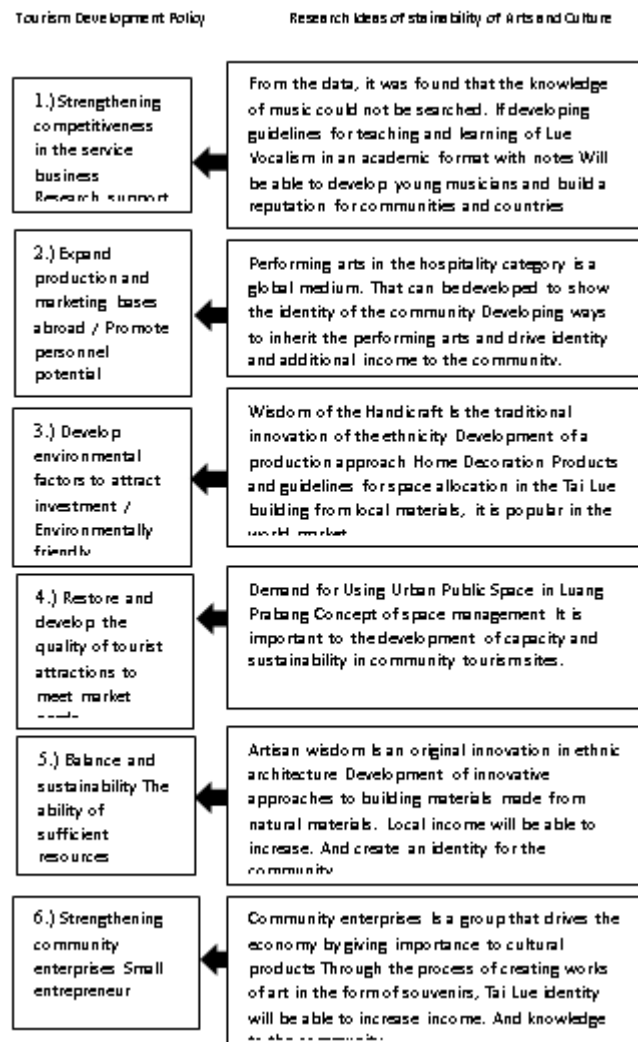 Tourism Development Policy
Research Ideas of stainability of Arts and Culture
1.) Strengthening
competitiveness
in the service
business
Research support
From the data, it was found that the knowledge
of music could not be searched. If developing
guidelines for teaching and learning of Lue
Vocalism in an academic format with notes Will
be able to develop young musicians and build a
reputation for communities and countries
2.) Expand
production and
marketing bases
abroad / Promote
personnel
potential
Performing arts in the hospitality category is a
global medium. That can be developed to show
the identity of the community Developing ways
to inherit the performing arts and drive identity
and additional income to the community.
3.) Develop
environmental
factors to attract
investment /
Environmentally
friendly
Wisdom of the Handicraft Is the traditional
innovation of the ethnicity Development of a
production approach Home Decoration Products
and guidelines for space allocation in the Tai Lue
building from local materials, it is popular in the
world market
4.) Restore and
develop the
quality of tourist
attractions to
meet market
Demand for Using Urban Public Space in Luang
Prabang Concept of space management It is
important to the development of capacity and
sustainability in community tourism sites.
5.) Balance and
sustainability The
ability of
sufficient
resources
Artisan wisdom Is an original innovation in ethnic
architecture Development of innovative
approaches to building materials made from
natural materials. Local income will be able to
increase. And create an identity for the
community
6.) Strengthening
community
enterprises Small
entrepreneur
Community enterprises Is a group that drives the
economy by giving importance to cultural
products Through the process of creating works
of art in the form of souvenirs, Tai Lue identity
will be able to increase income. And knowledge